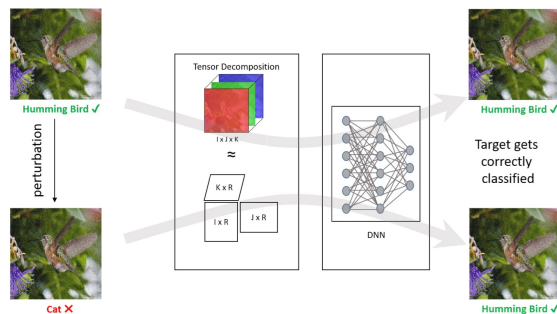 Humming Bird ✓
perturbation
Cat ✕
Tensor Decomposition
I x J x K
≈
K x R
I x R
J x R
DNN
Humming Bird ✓
Target gets
correctly
classified
Humming Bird ✓